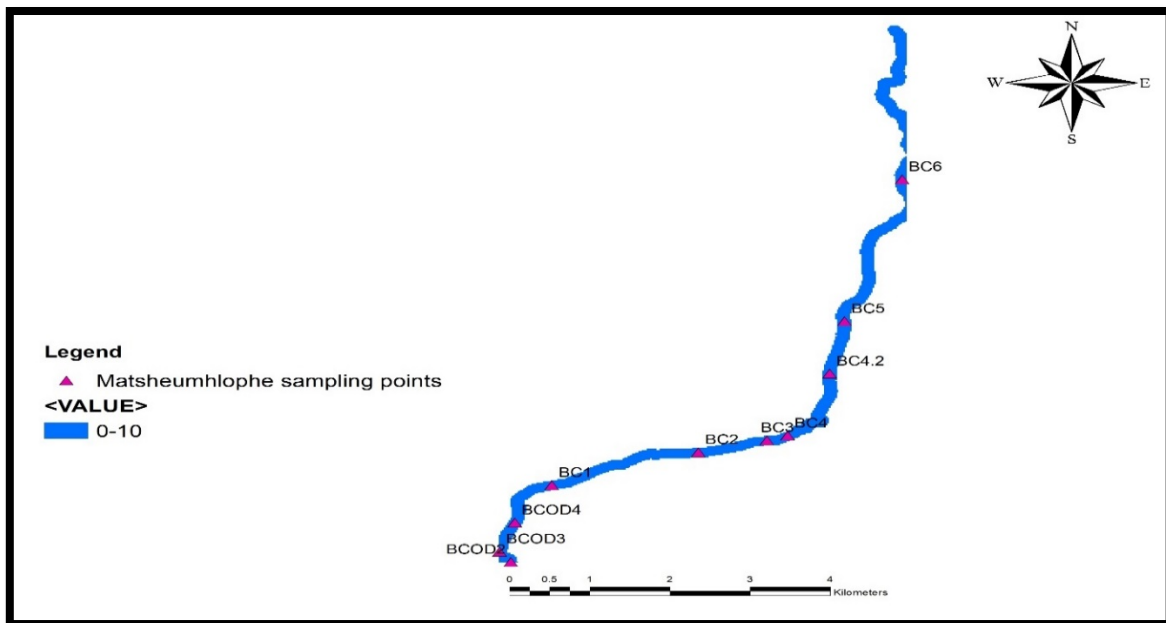 N
W E
S
BC6
BC5
BC4.2
BC3 BC4
BC2
BC1
BCOD4
BCOD3
BCOD2
Legend
Matsheumhlophe sampling points
<VALUE>
0-10
0 0.5 1 2 3 4
Kilometers